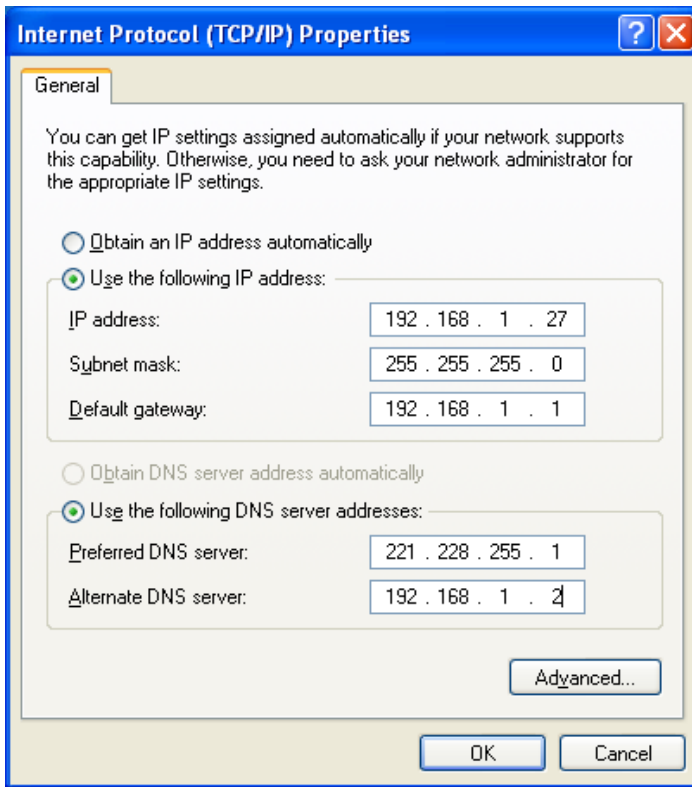 Internet Protocol (TCP/IP) Properties
General
You can get IP settings assigned automatically if your network supports
this capability. Otherwise, you need to ask your network administrator for
the appropriate IP settings.
Obtain an IP address automatically
Use the following IP address:
IP address: 192 . 168 . 1 . 27
Subnet mask: 255 . 255 . 255 . 0
Default gateway: 192 . 168 . 1 . 1
Obtain DNS server address automatically
Use the following DNS server addresses:
Preferred DNS server: 221 . 228 . 255 . 1
Alternate DNS server: 192 . 168 . 1 . 2
Advanced...
OK Cancel